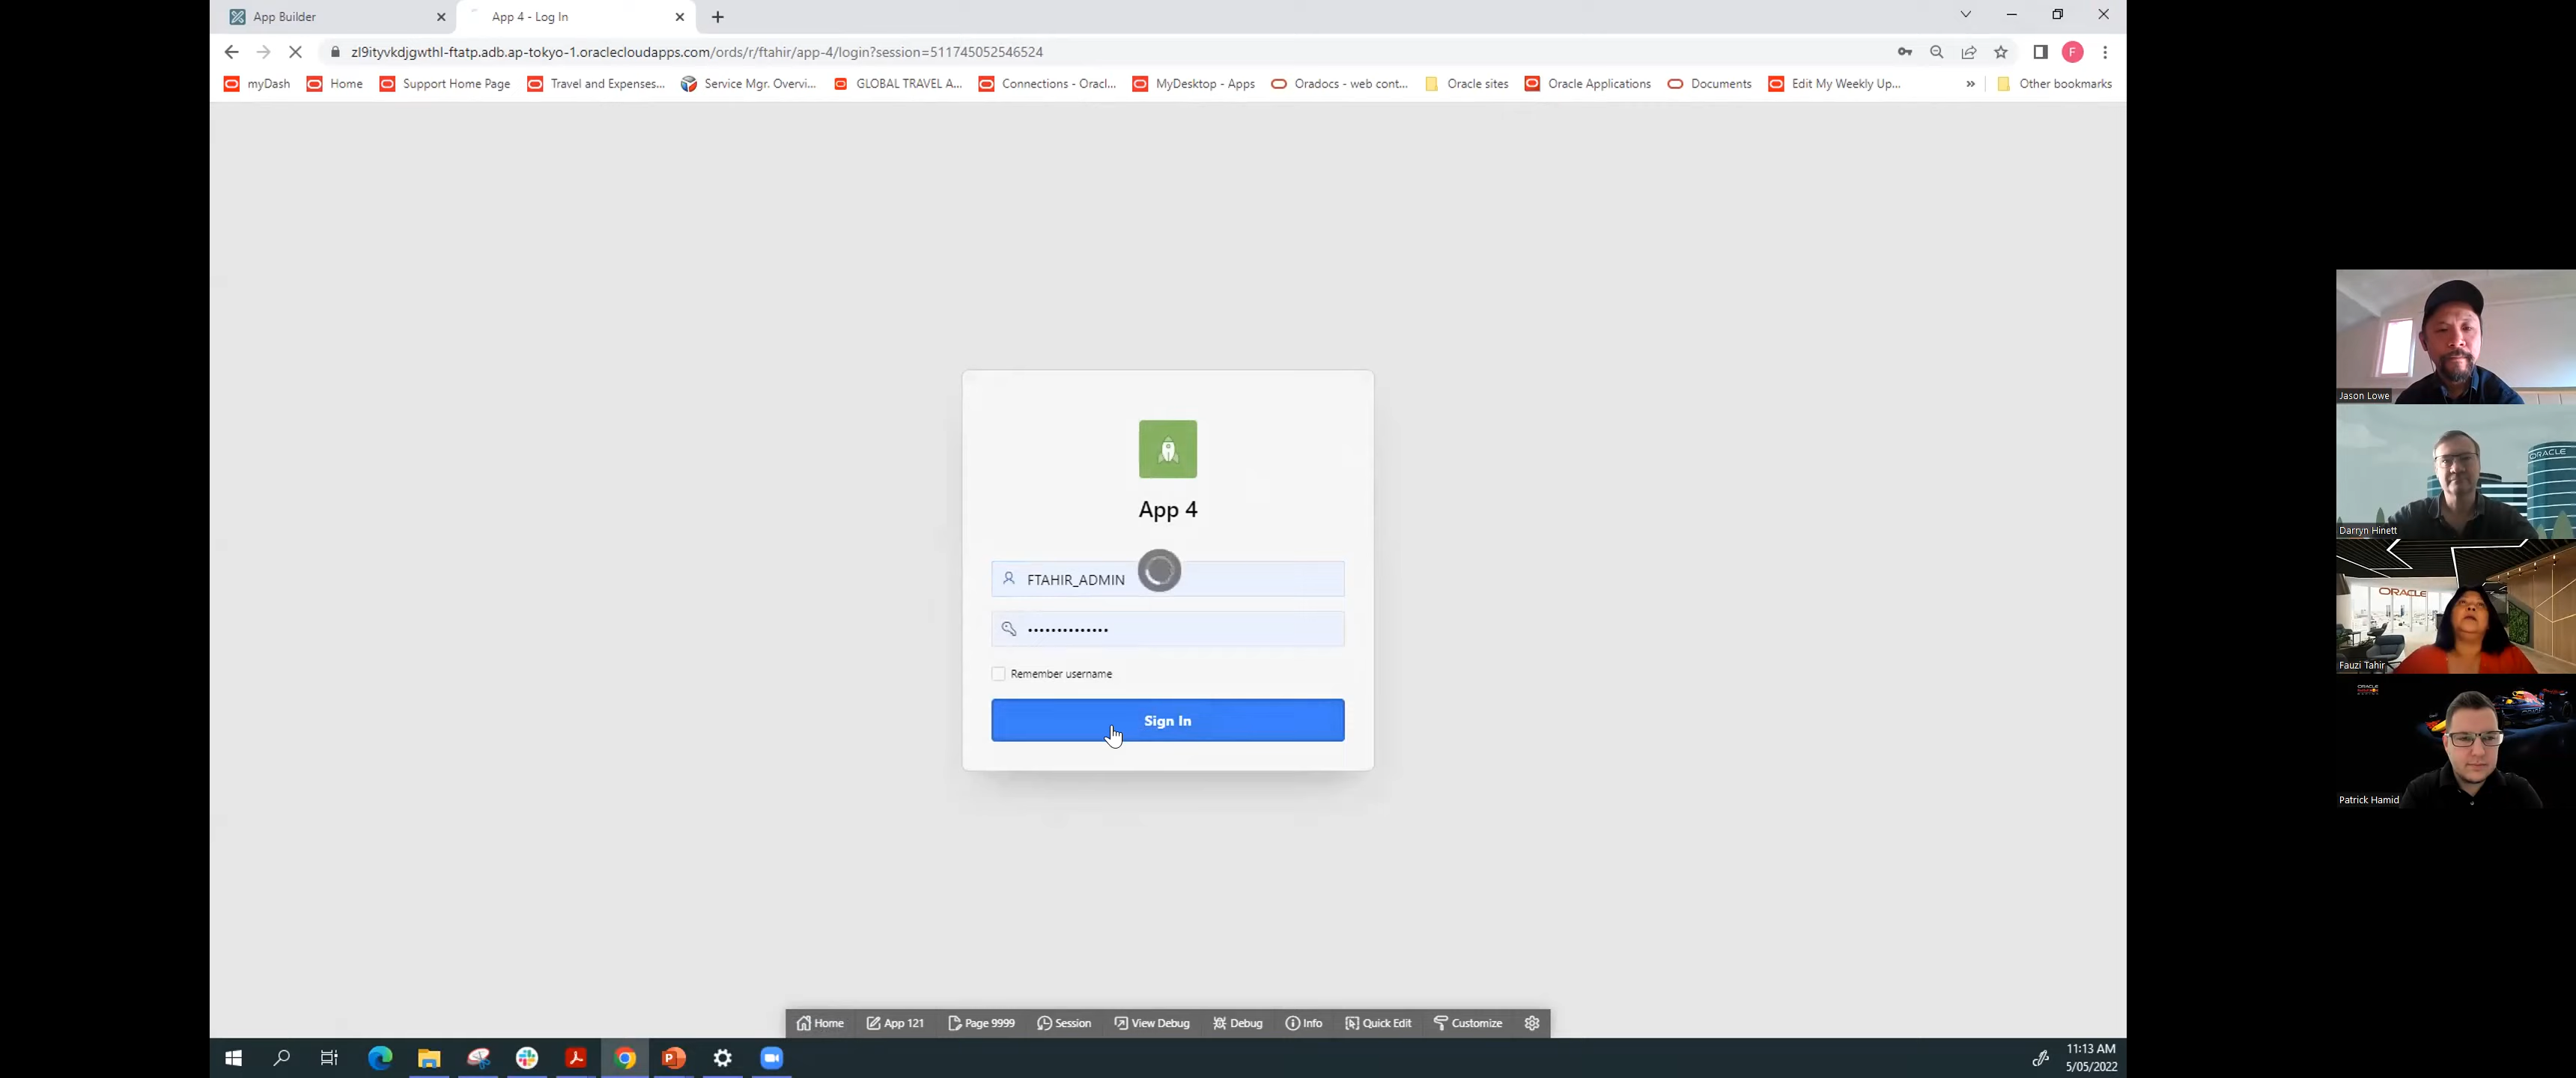 App Builder
App 4 - Log In
zl9ityvkdjgwthl-ftatp.adb.ap-tokyo-1.oraclecloudapps.com/ords/r/ftahir/app-4/login?session=511745052546524
F
myDash
Home
Support Home Page
Travel and Expenses...
Service Mgr. Overvi...
GLOBAL TRAVEL A...
Connections - Oracl...
MyDesktop - Apps
Oradocs - web cont...
Oracle sites
Oracle Applications
Documents
Edit My Weekly Up...
»
Other bookmarks
App 4
FTAHIR_ADMIN
••••••••••••••
Remember username
Sign In
Home
App 121
Page 9999
Session
View Debug
Debug
Info
Quick Edit
Customize
11:13 AM
5/05/2022
Jason Lowe
ORACLE
Darryn Hinett
ORACLE
Fauzi Tahir
ORACLE
Patrick Hamid